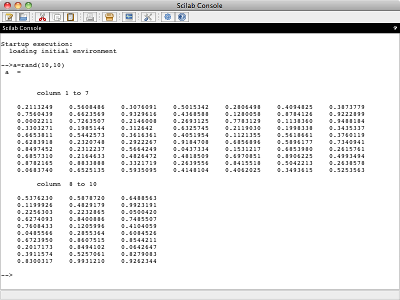 Scilab Console
Scilab Console
Startup execution:
loading initial environment
-->a=rand(10,10)
a =
column 1 to 7
0.2113249 0.5608486 0.3076091 0.5015342 0.2806498 0.4094825 0.3873779
0.7560439 0.6623569 0.9329616 0.4368588 0.1280058 0.8784126 0.9222899
0.0002211 0.7263507 0.2146008 0.2693125 0.7783129 0.1138360 0.9488184
0.3303271 0.1985144 0.312642 0.6325745 0.2119030 0.1998338 0.3435337
0.6653811 0.5442573 0.3616361 0.4051954 0.1121355 0.5618661 0.3760119
0.6283918 0.2320748 0.2922267 0.9184708 0.6856896 0.5896177 0.7340941
0.8497452 0.2312237 0.5664249 0.0437334 0.1531217 0.6853980 0.2615761
0.6857310 0.2164633 0.4826472 0.4818509 0.6970851 0.8906225 0.4993494
0.8782165 0.8833888 0.3321719 0.2639556 0.8415518 0.5042213 0.2638578
0.0683740 0.6525135 0.5935095 0.4148104 0.4062025 0.3493615 0.5253563
column 8 to 10
0.5376230 0.5878720 0.6488563
0.1199926 0.4829179 0.9923191
0.2256303 0.2232865 0.0500420
0.6274093 0.8400886 0.7485507
0.7608433 0.1205996 0.4104059
0.0485566 0.2855364 0.6084526
0.6723950 0.8607515 0.8544211
0.2017173 0.8494102 0.0642647
0.3911574 0.5257061 0.8279083
0.8300317 0.9931210 0.9262344
-->